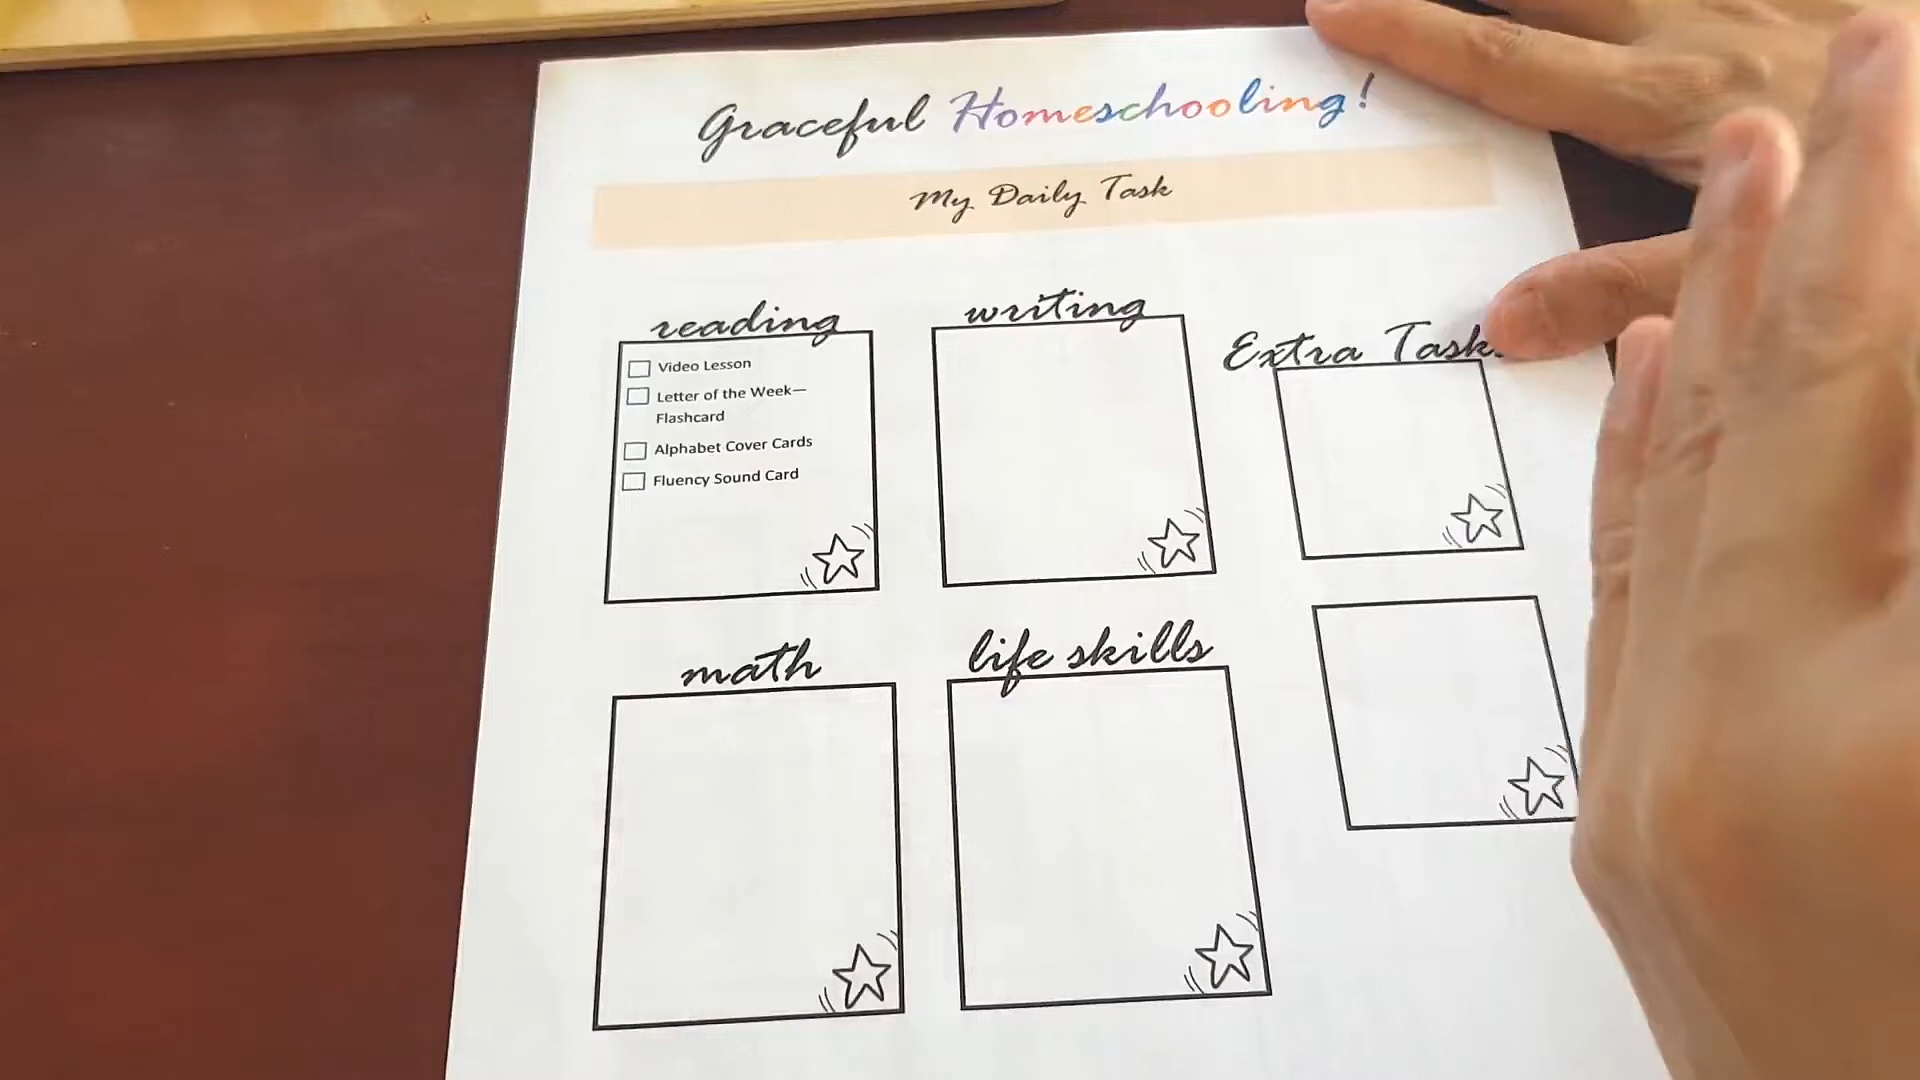 Graceful Homeschooling!
My Daily Task
reading
Video Lesson
Letter of the Week—
Flashcard
Alphabet Cover Cards
Fluency Sound Card
writing
Extra Task
math
life skills